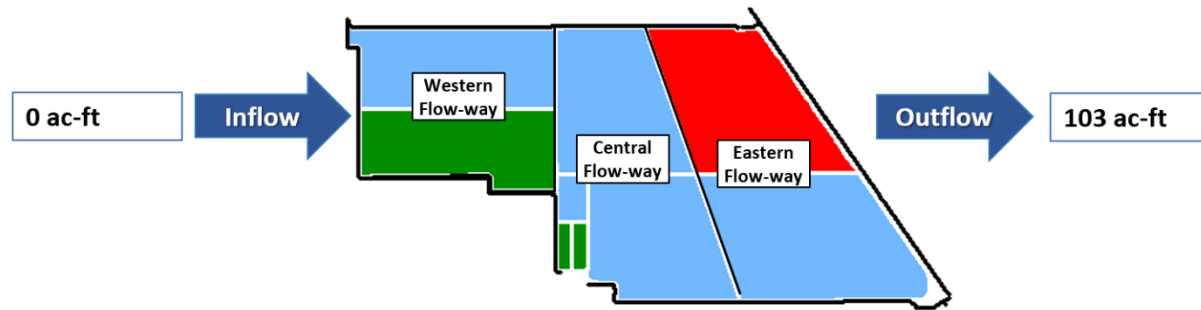 0 ac-ft
Inflow
Western
Flow-way
Central
Flow-way
Eastern
Flow-way
Outflow
103 ac-ft